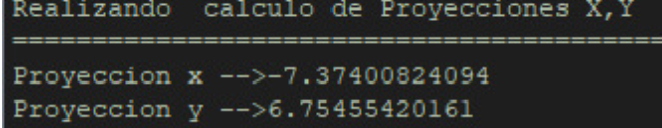 Realizando  calculo de Proyecciones X,Y
=========================================
Proyeccion x -->-7.37400824094
Proyeccion y -->6.75455420161